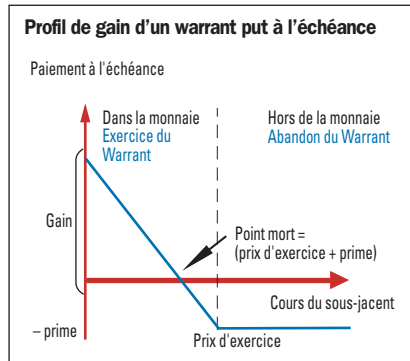 Profil de gain d'un warrant put à l'échéance
Paiement à l'échéance
Dans la monnaie
Exercice du
Warrant
Hors de la monnaie
Abandon du Warrant
Gain
Point mort =
(prix d'exercice + prime)
Cours du sous-jacent
– prime
Prix d'exercice